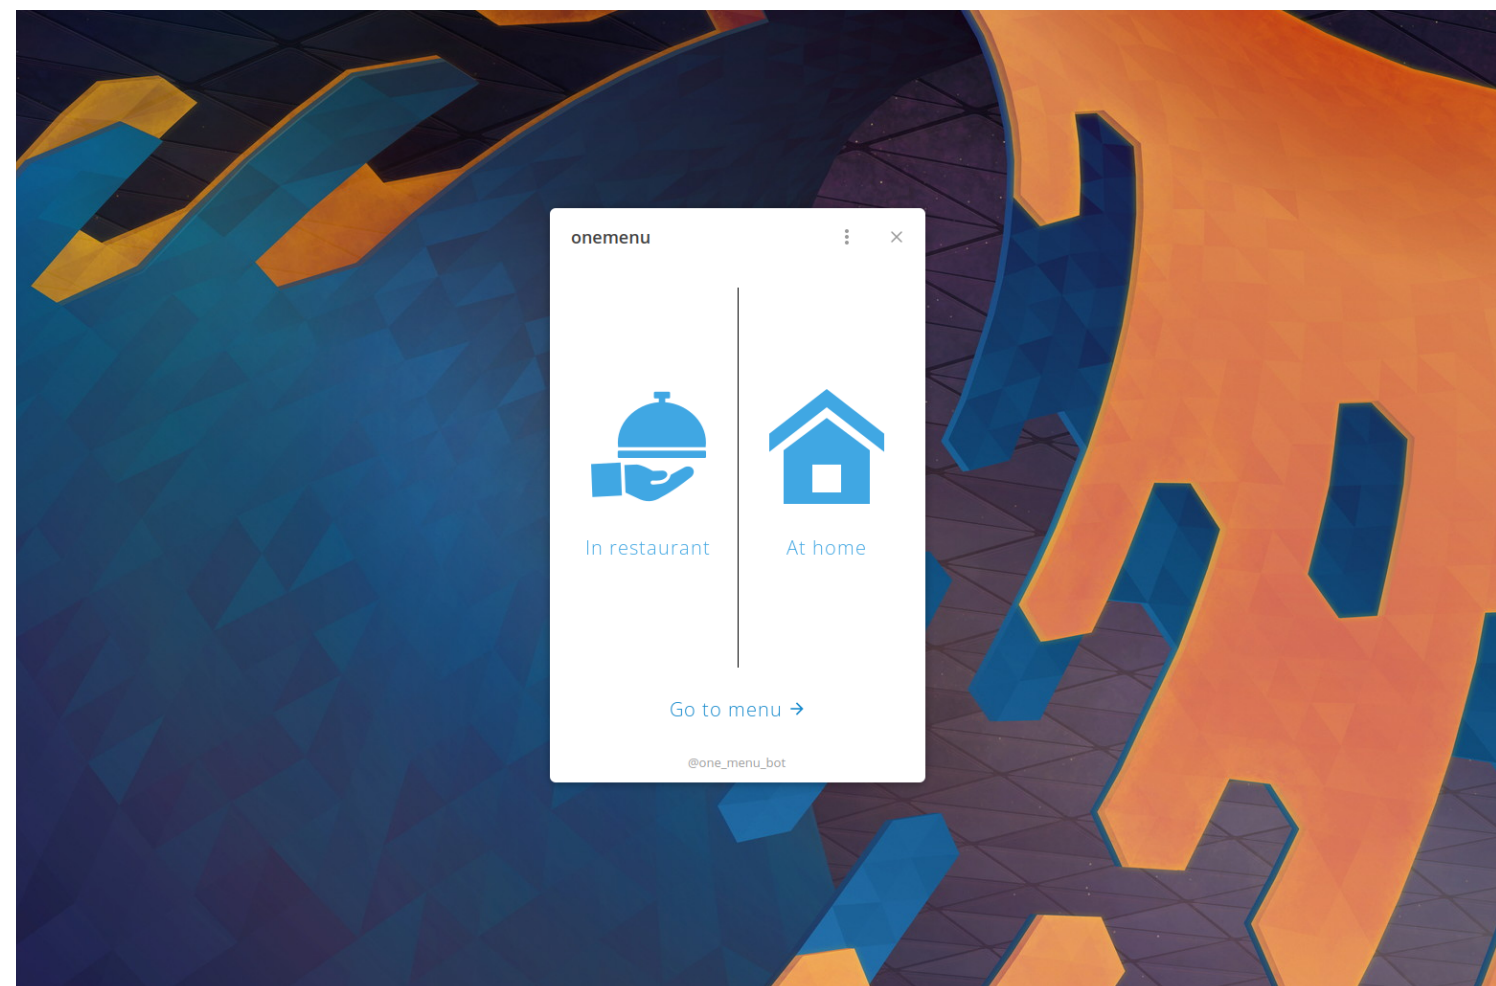 onemenu
In restaurant
At home
Go to menu →
@one_menu_bot